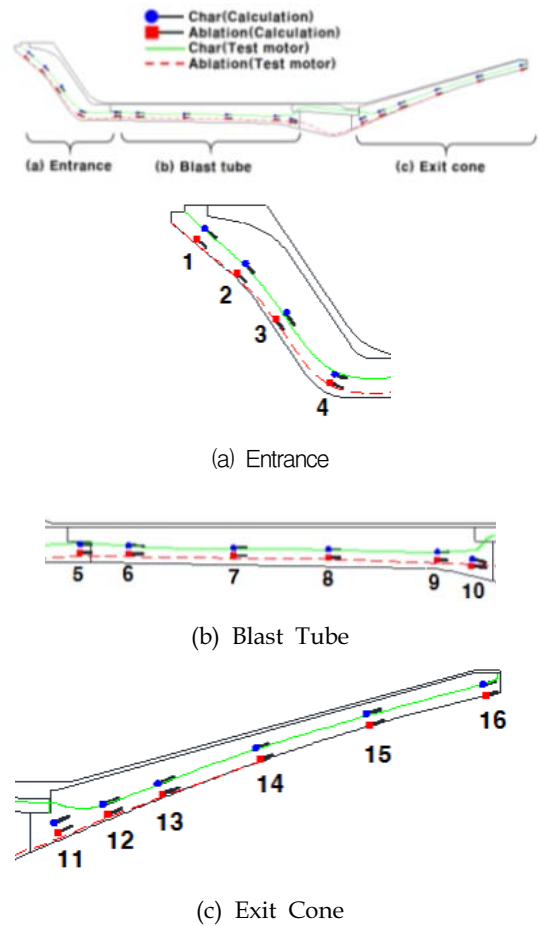 Char(Calculation)
Ablation(Calculation)
Char(Test motor)
Ablation(Test motor)
(a) Entrance
(b) Blast tube
(c) Exit cone
1
2
3
4
(a) Entrance
5
6
7
8
9
10
(b) Blast Tube
11
12
13
14
15
16
(c) Exit Cone